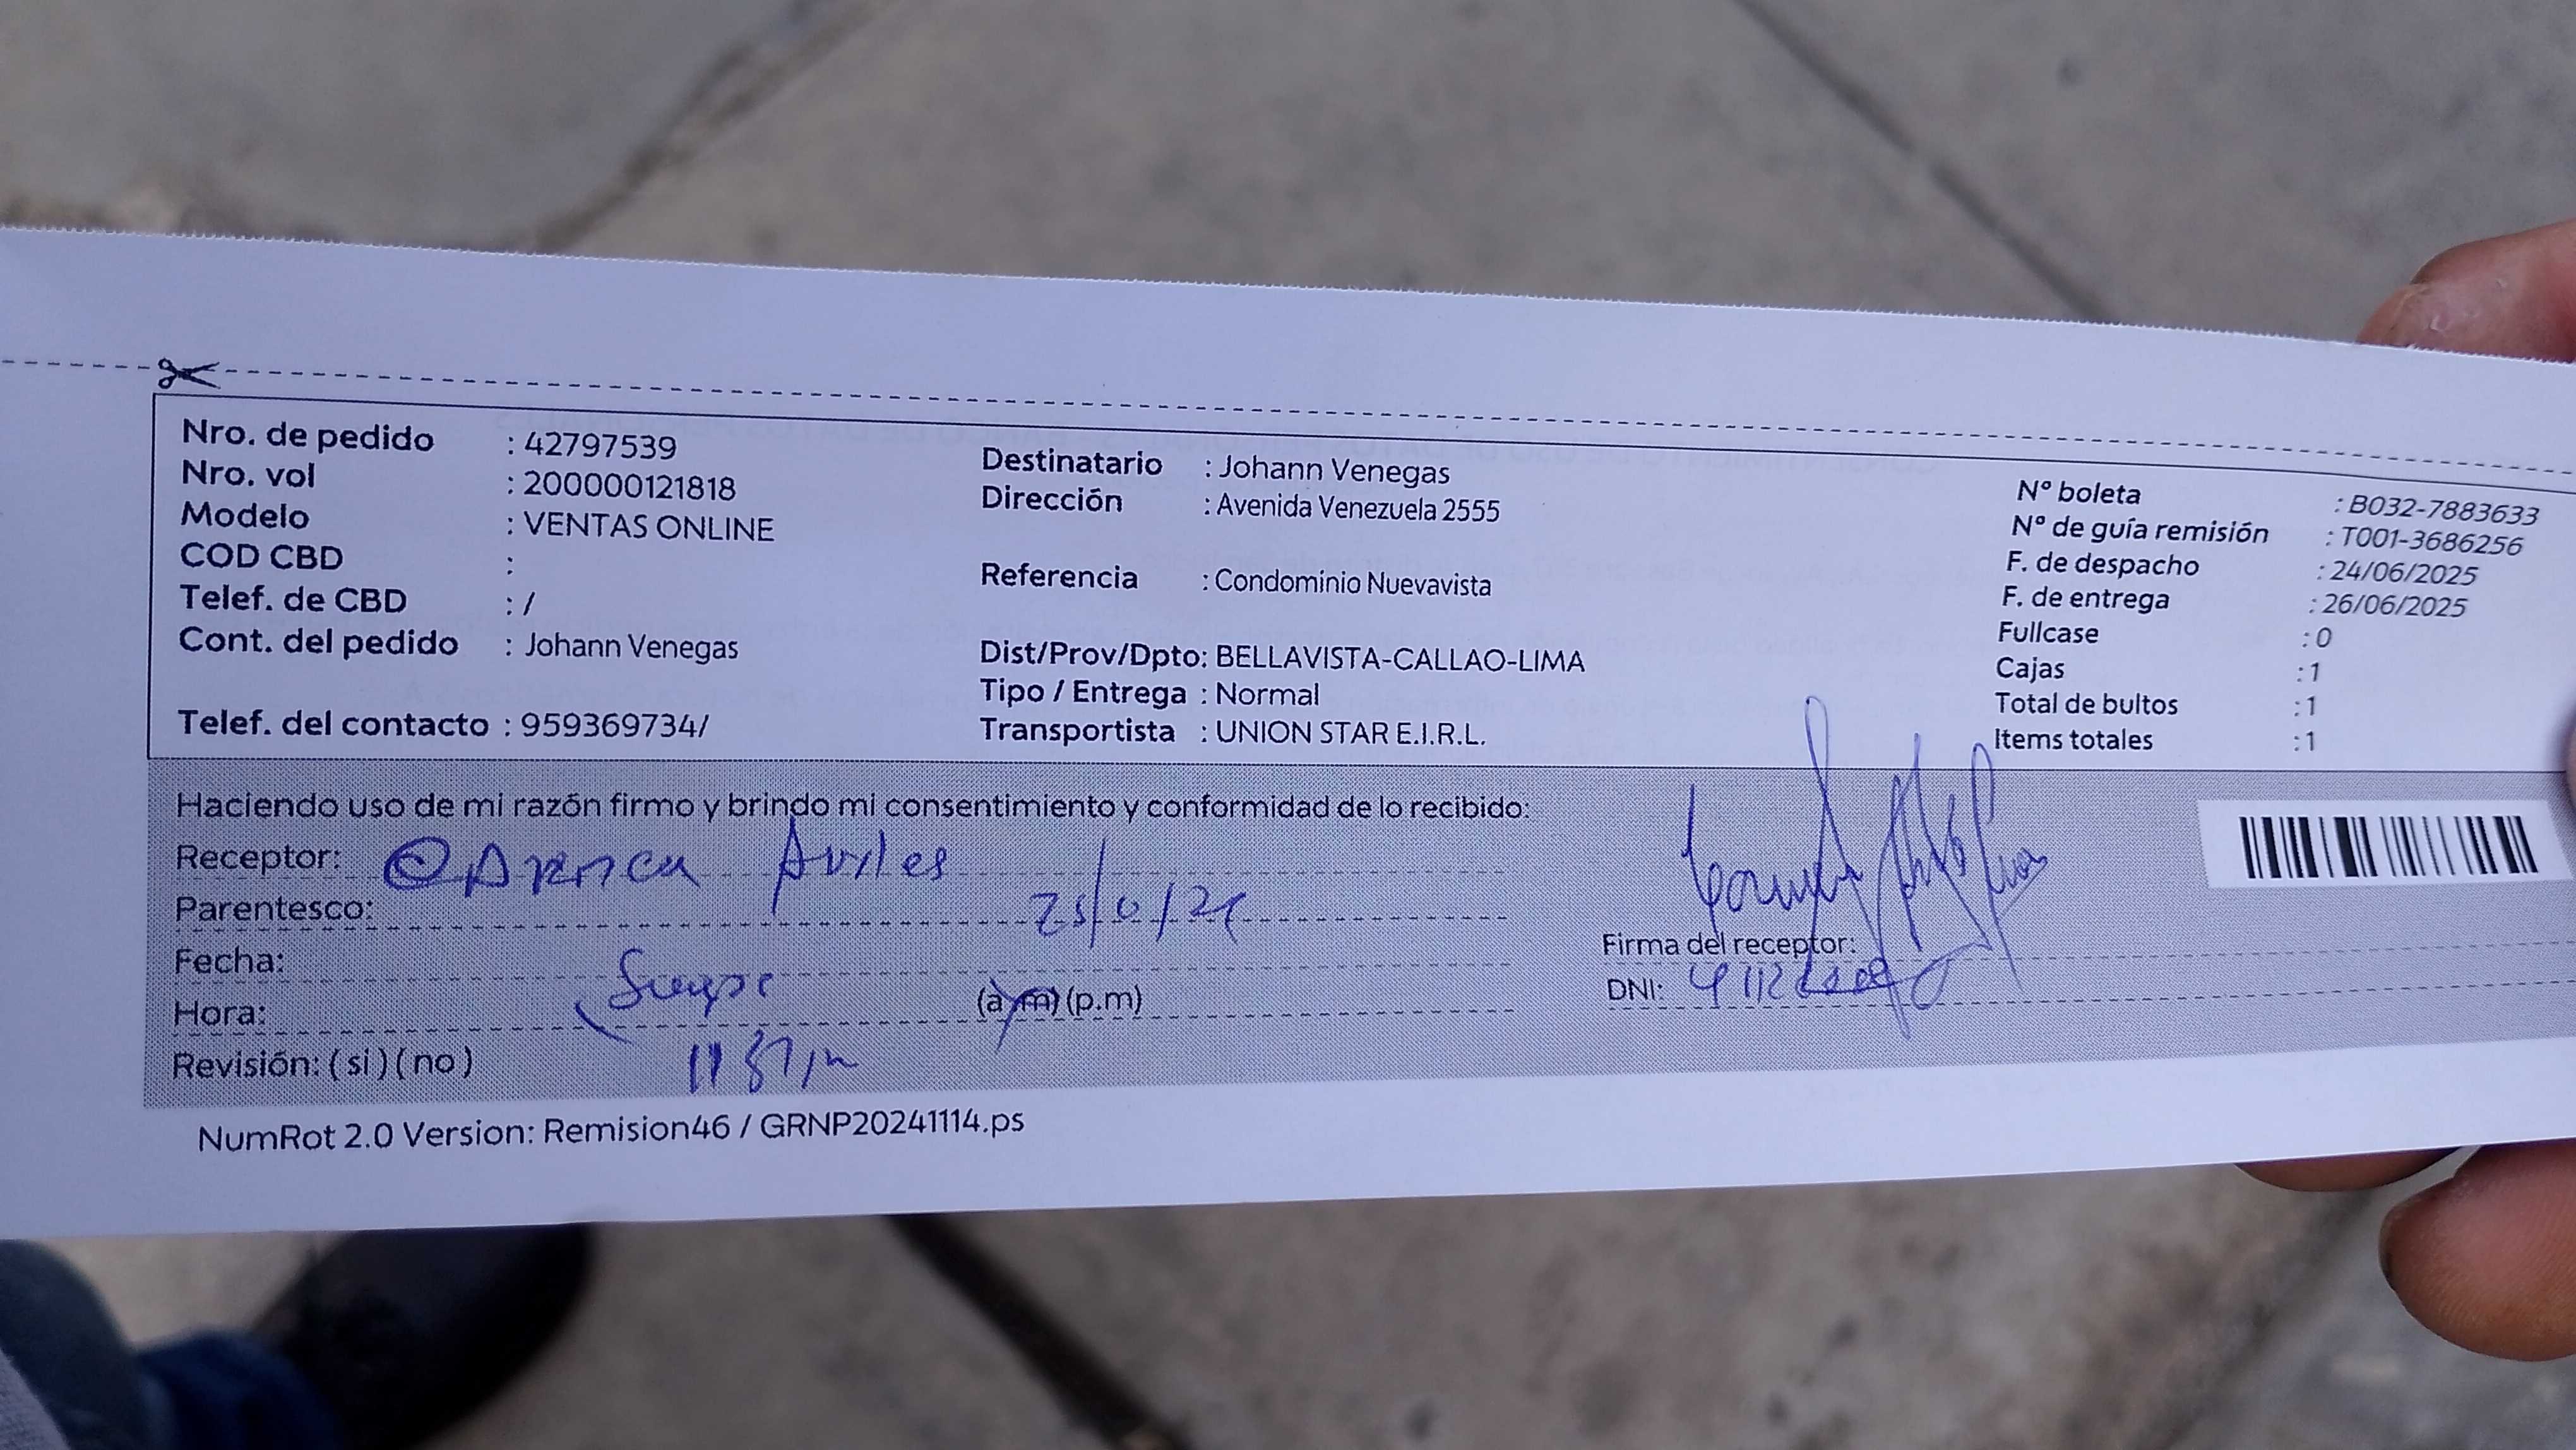 Nro. de pedido : 42797539
Nro. vol : 200000121818
Modelo : VENTAS ONLINE
COD CBD :
Telef. de CBD : /
Cont. del pedido : Johann Venegas
Telef. del contacto : 959369734/
Destinatario : Johann Venegas
Dirección : Avenida Venezuela 2555
Referencia : Condominio Nuevavista
Dist/Prov/Dpto: BELLAVISTA-CALLAO-LIMA
Tipo / Entrega : Normal
Transportista : UNION STAR E.I.R.L.
N° boleta : B032-7883633
N° de guía remisión : T001-3686256
F. de despacho : 24/06/2025
F. de entrega : 26/06/2025
Fullcase : 0
Cajas : 1
Total de bultos : 1
Items totales : 1
Haciendo uso de mi razón firmo y brindo mi consentimiento y conformidad de lo recibido:
Receptor: Aviles
Parentesco:
Fecha:
Hora: (a.m) (p.m)
Revisión: ( si ) ( no )
Firma del receptor:
DNI:
NumRot 2.0 Version: Remision46 / GRNP20241114.ps